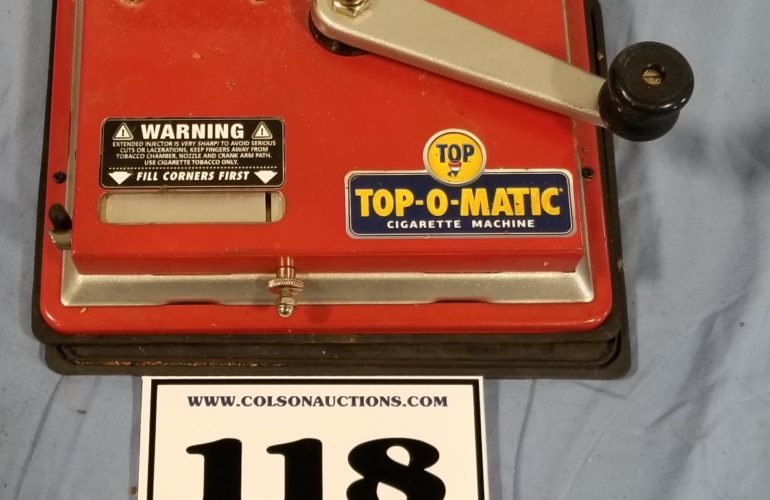 WARNING
EXTENDED INJECTOR IS VERY SHARP! TO AVOID SERIOUS
CUTS OR LACERATIONS, KEEP FINGERS AWAY FROM
TOBACCO CHAMBER, NOZZLE AND CRANK ARM PATH.
USE CIGARETTE TOBACCO ONLY.
FILL CORNERS FIRST
TOP
TOP-O-MATIC
CIGARETTE MACHINE
WWW.COLSONAUCTIONS.COM
118